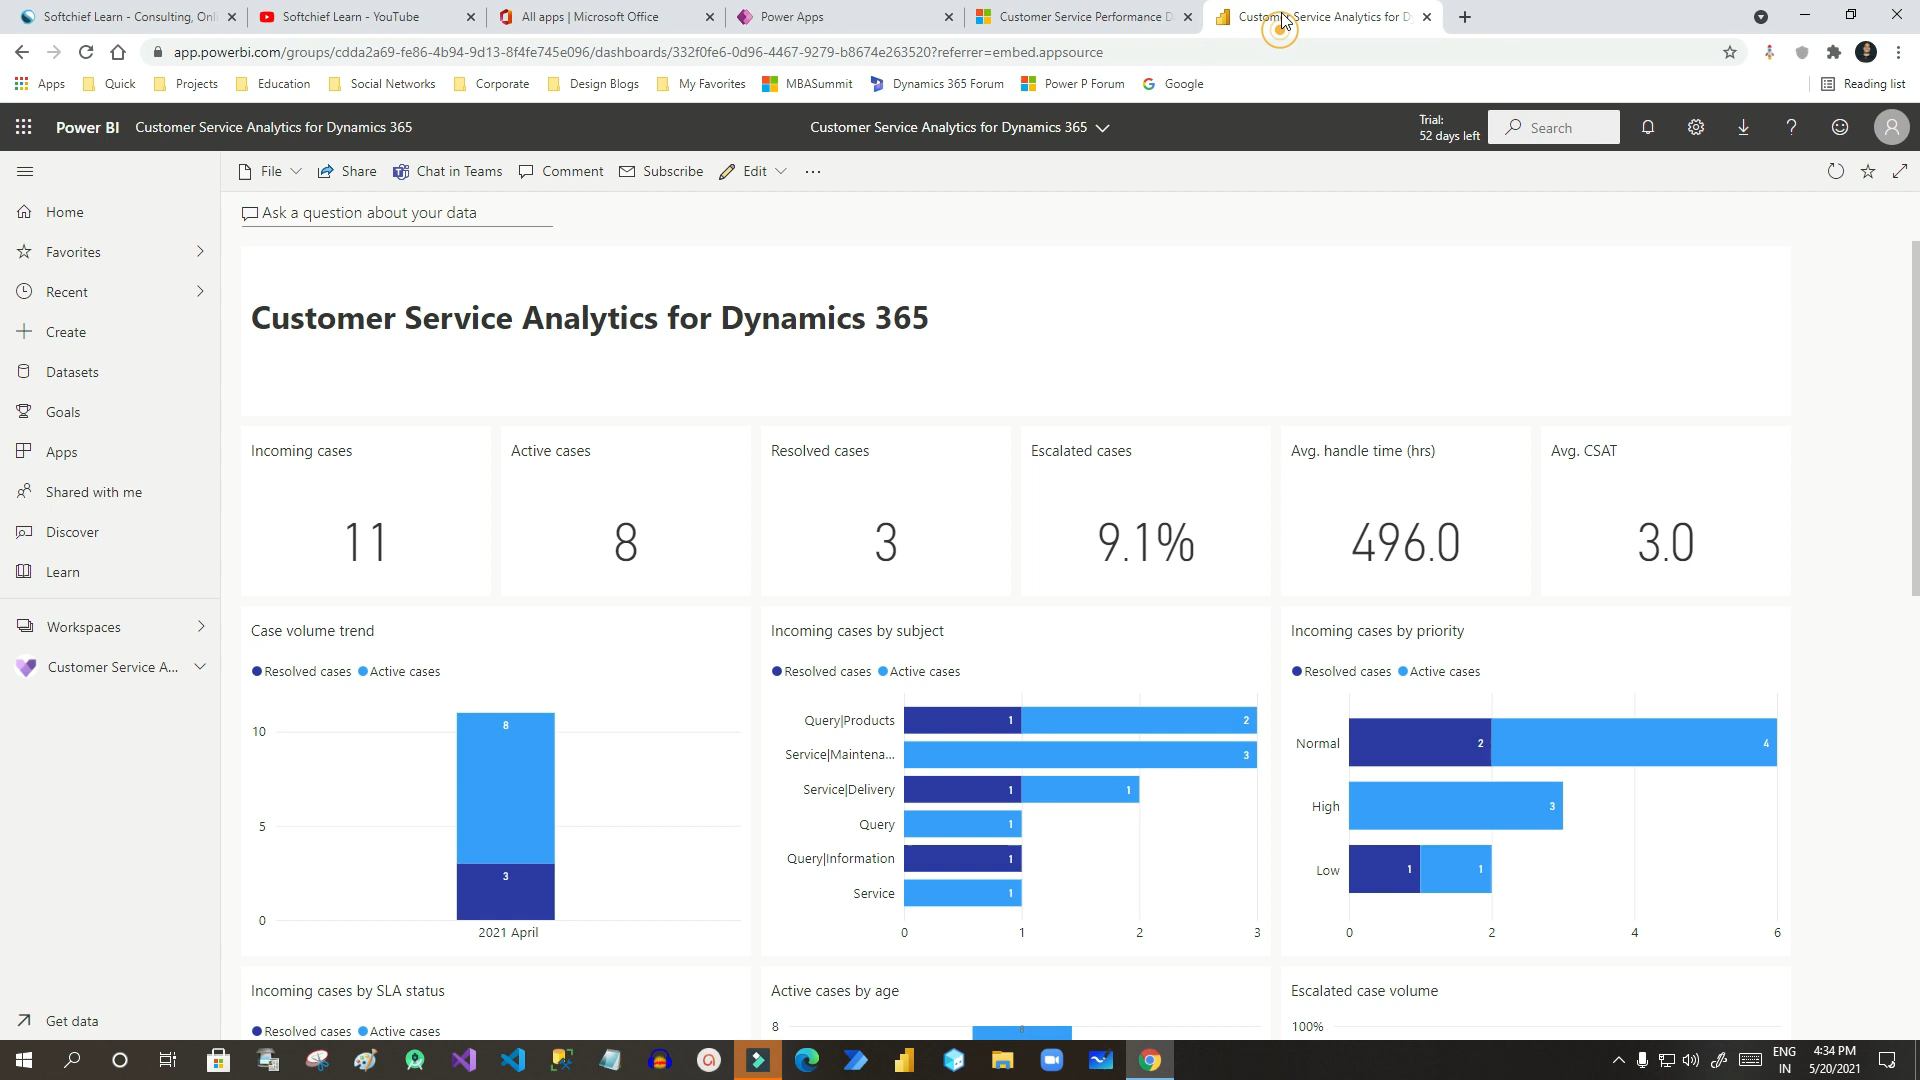 Softchief Learn - Consulting, Onli
Softchief Learn - YouTube
All apps | Microsoft Office
Power Apps
Customer Service Performance D
Customer Service Analytics for D
app.powerbi.com/groups/cdda2a69-fe86-4b94-9d13-8f4fe745e096/dashboards/332f0fe6-0d96-4467-9279-b8674e263520?referrer=embed.appsource
Apps
Quick
Projects
Education
Social Networks
Corporate
Design Blogs
My Favorites
MBASummit
Dynamics 365 Forum
Power P Forum
Google
Reading list
Power BI
Customer Service Analytics for Dynamics 365
Customer Service Analytics for Dynamics 365
Trial:
52 days left
Search
File
Share
Chat in Teams
Comment
Subscribe
Edit
Home
Favorites
Recent
Create
Datasets
Goals
Apps
Shared with me
Discover
Learn
Workspaces
Customer Service A...
Get data
Ask a question about your data
Customer Service Analytics for Dynamics 365
Incoming cases
11
Active cases
8
Resolved cases
3
Escalated cases
9.1%
Avg. handle time (hrs)
496.0
Avg. CSAT
3.0
Case volume trend
Resolved cases Active cases
10
5
0
8
3
2021 April
Incoming cases by subject
Resolved cases Active cases
Query|Products 1 2
Service|Maintena... 3
Service|Delivery 1 1
Query 1
Query|Information 1
Service 1
0 1 2 3
Incoming cases by priority
Resolved cases Active cases
Normal 2 4
High 3
Low 1 1
0 2 4 6
Incoming cases by SLA status
Resolved cases Active cases
Active cases by age
8
8
Escalated case volume
100%
ENG
IN
4:34 PM
5/20/2021